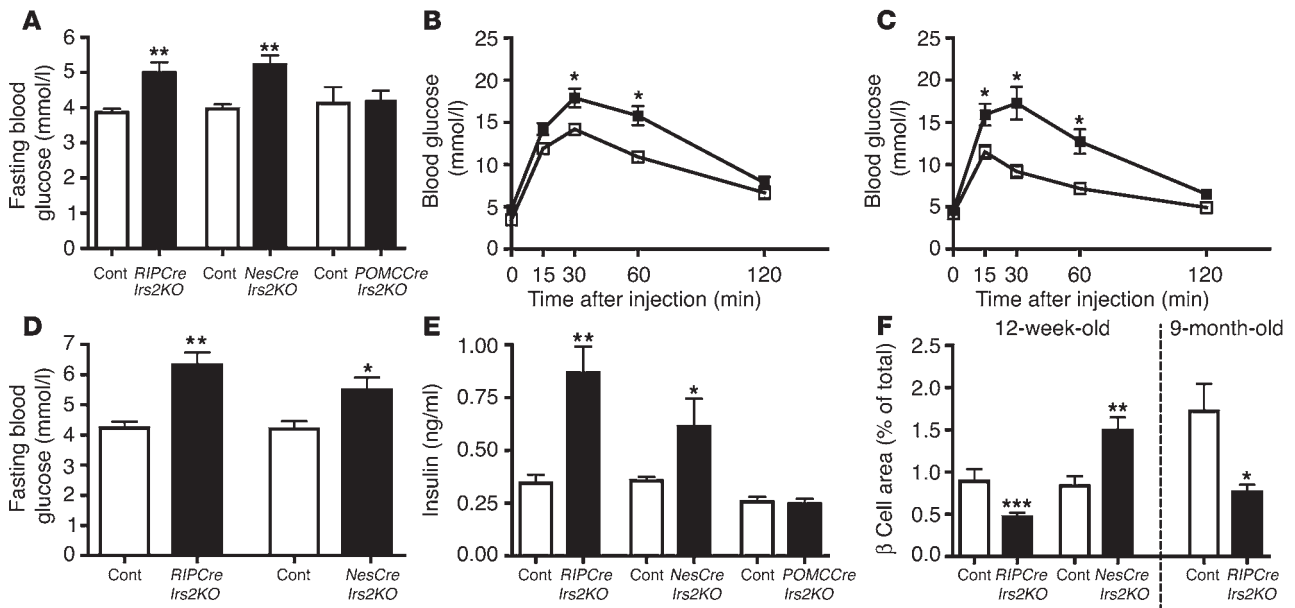 A
Fasting blood
glucose (mmol/l)
6
5
4
3
2
1
0
**
**
Cont RIPCre Cont NesCre Cont POMCCre
Irs2KO Irs2KO Irs2KO
B
Blood glucose
(mmol/l)
25
20
15
10
5
0
*
*
0 15 30 60 120
Time after injection (min)
C
Blood glucose
(mmol/l)
25
20
15
10
5
0
*
*
*
0 15 30 60 120
Time after injection (min)
D
Fasting blood
glucose (mmol/l)
7
6
5
4
3
2
1
0
**
*
Cont RIPCre Cont NesCre
Irs2KO Irs2KO
E
Insulin (ng/ml)
1.00
0.75
0.50
0.25
0.00
**
*
Cont RIPCre Cont NesCre Cont POMCCre
Irs2KO Irs2KO Irs2KO
F
12-week-old 9-month-old
β Cell area (% of total)
2.5
2.0
1.5
1.0
0.5
0.0
***
**
*
Cont RIPCre Cont NesCre Cont RIPCre
Irs2KO Irs2KO Irs2KO